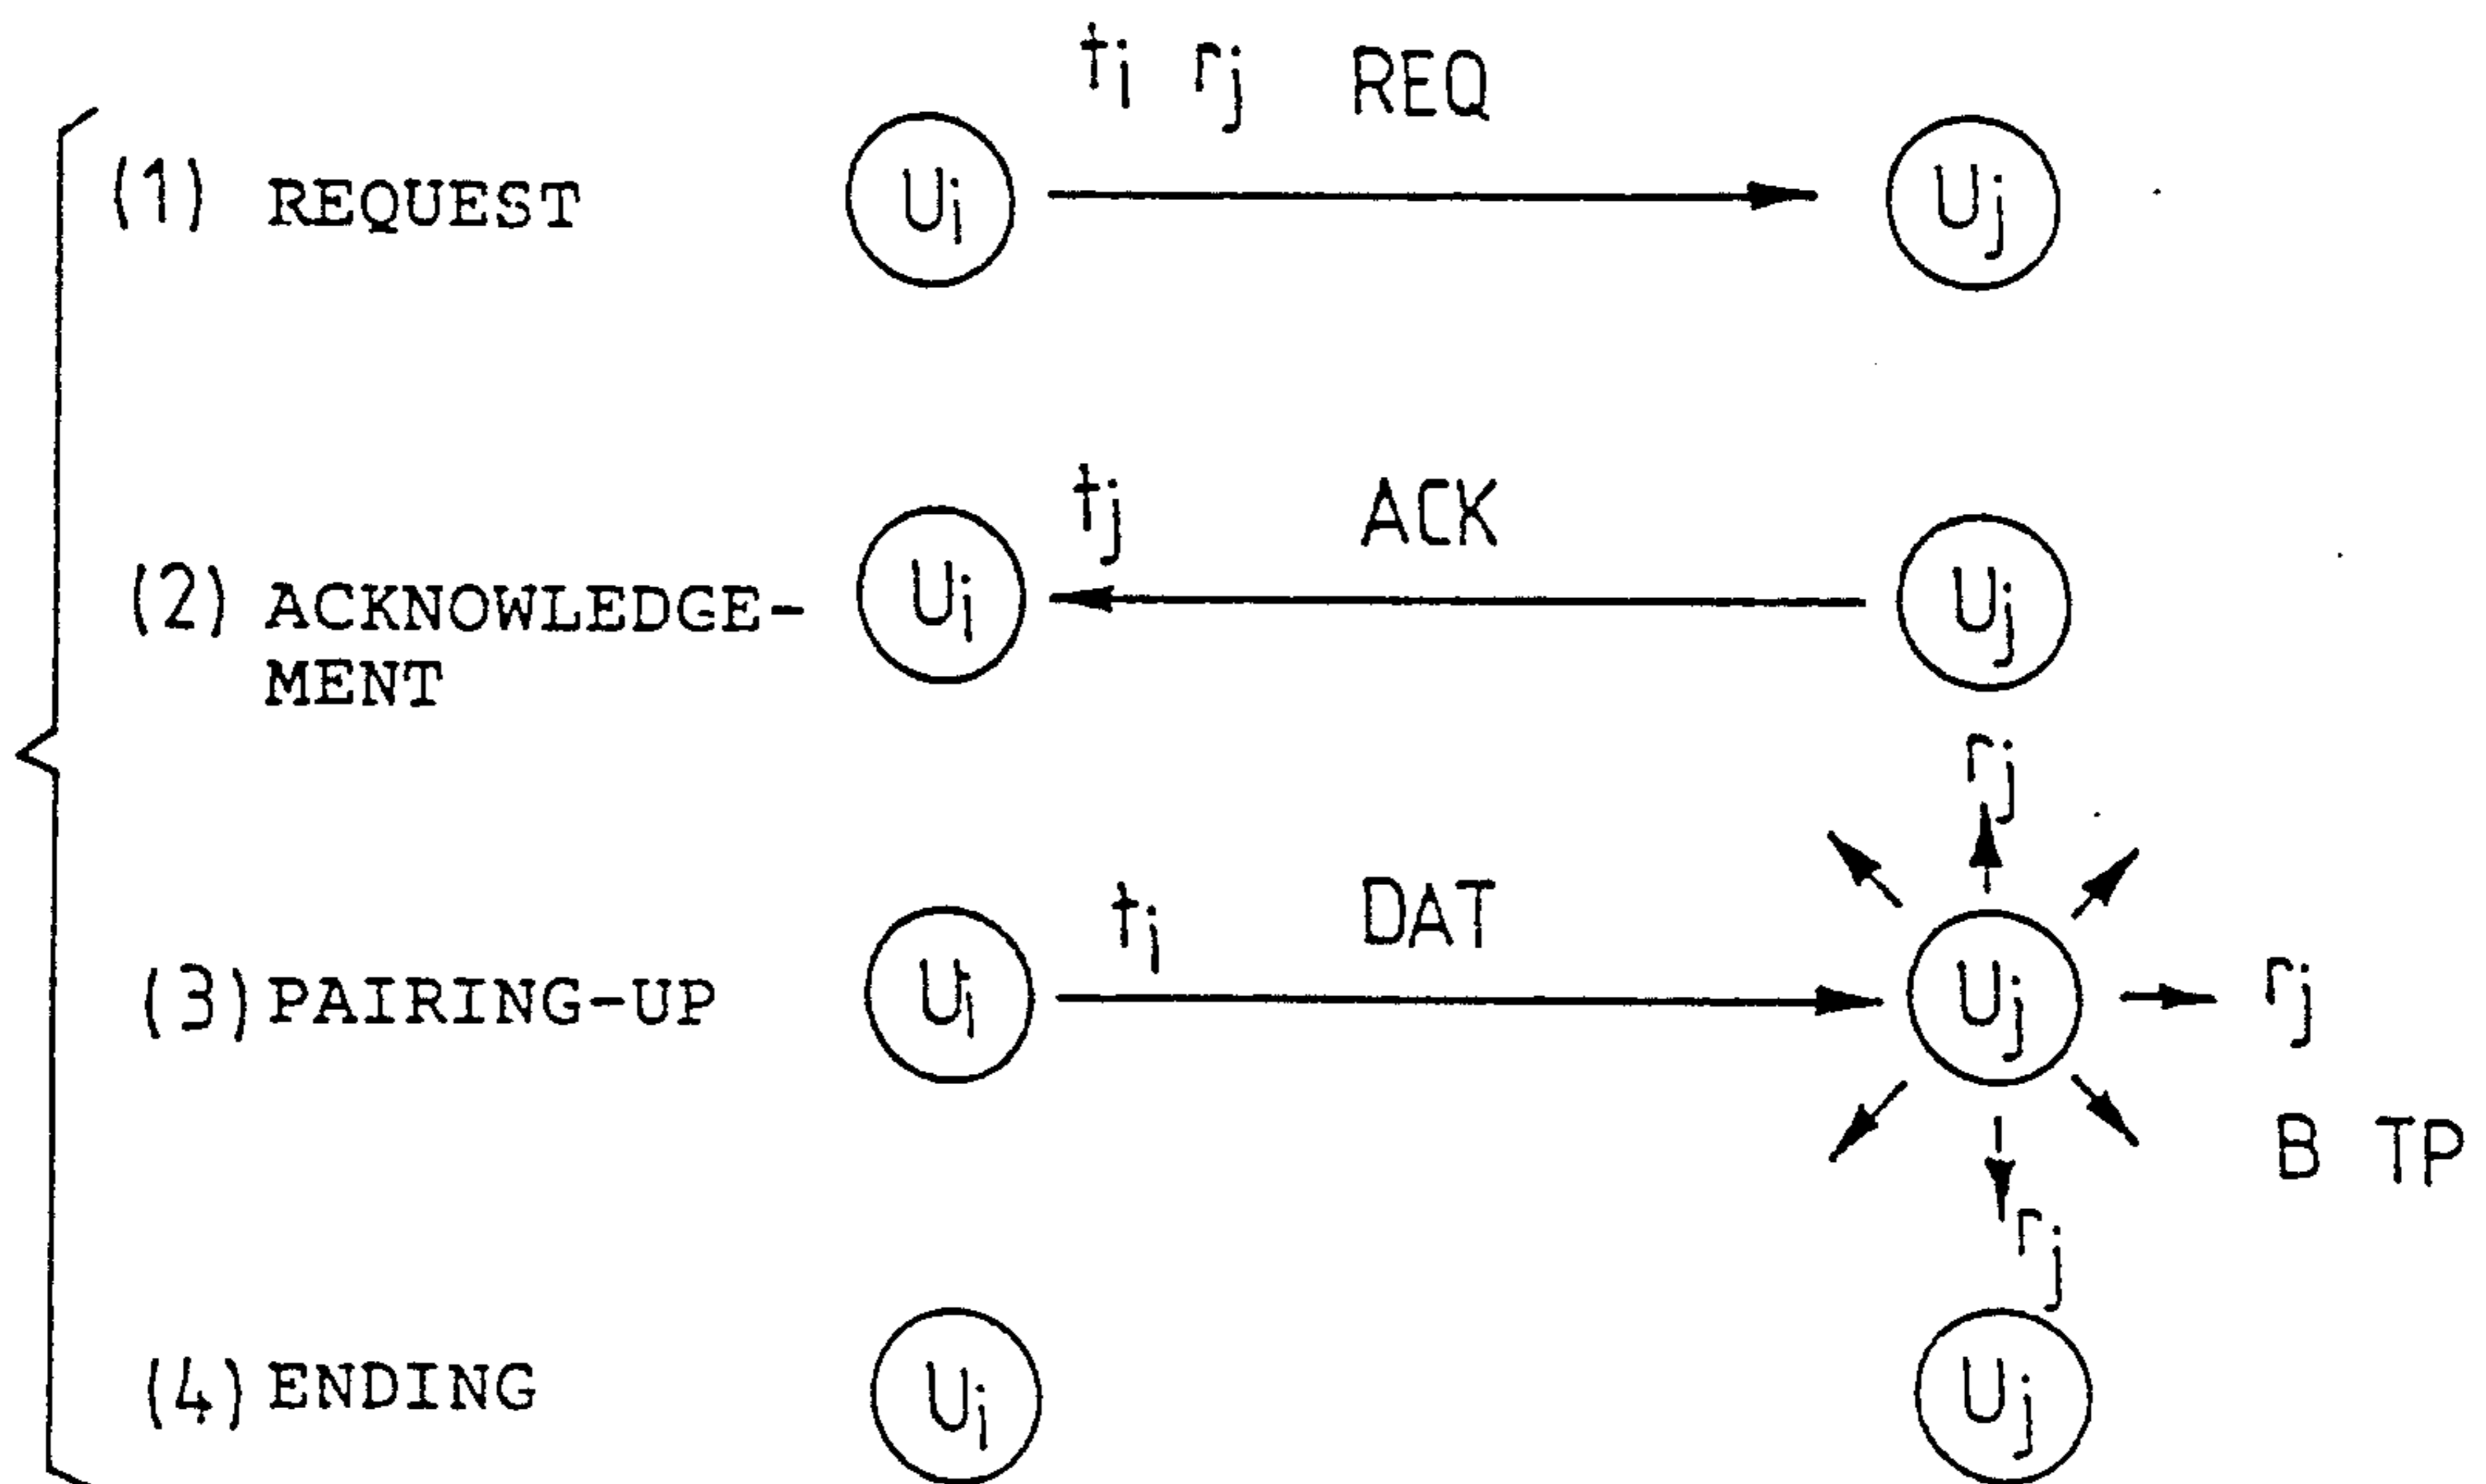 ti rj REQ
(1) REQUEST Ui Uj
tj ACK
(2) ACKNOWLEDGE-
MENT
Ui Uj
rj
ti DAT
(3) PAIRING-UP Ui Uj rj
B TP
rj
(4) ENDING Ui Uj